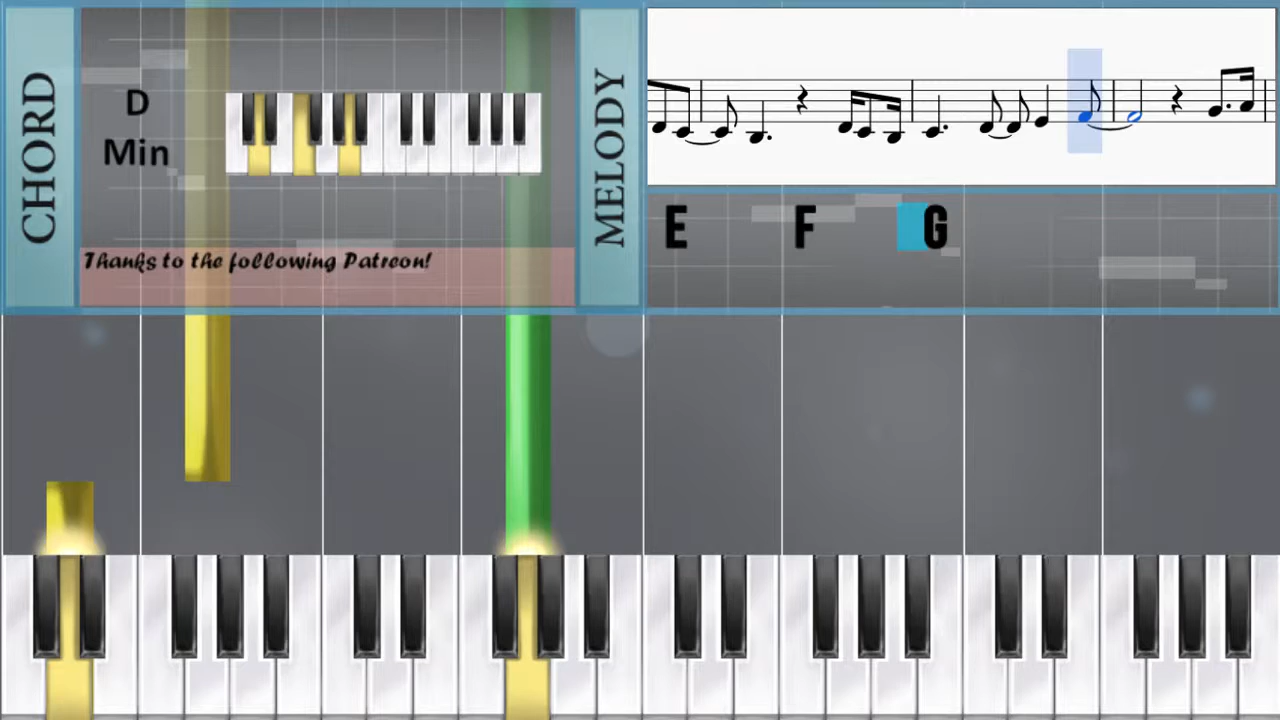 CHORD
D
Min
Thanks to the following Patreon!
MELODY
E F G